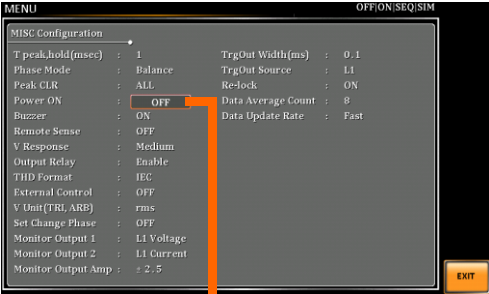 MENU OFF|ON|SEQ|SIM
MISC Configuration
T peak,hold(msec) : 1 TrgOut Width(ms) : 0.1
Phase Mode : Balance TrgOut Source : L1
Peak CLR : ALL Re-lock : ON
Power ON : OFF Data Average Count : 8
Buzzer : ON Data Update Rate : Fast
Remote Sense : OFF
V Response : Medium
Output Relay : Enable
THD Format : IEC
External Control : OFF
V Unit(TRI, ARB) : rms
Set Change Phase : OFF
Monitor Output 1 : L1 Voltage
Monitor Output 2 : L1 Current
Monitor Output Amp : ± 2.5
EXIT